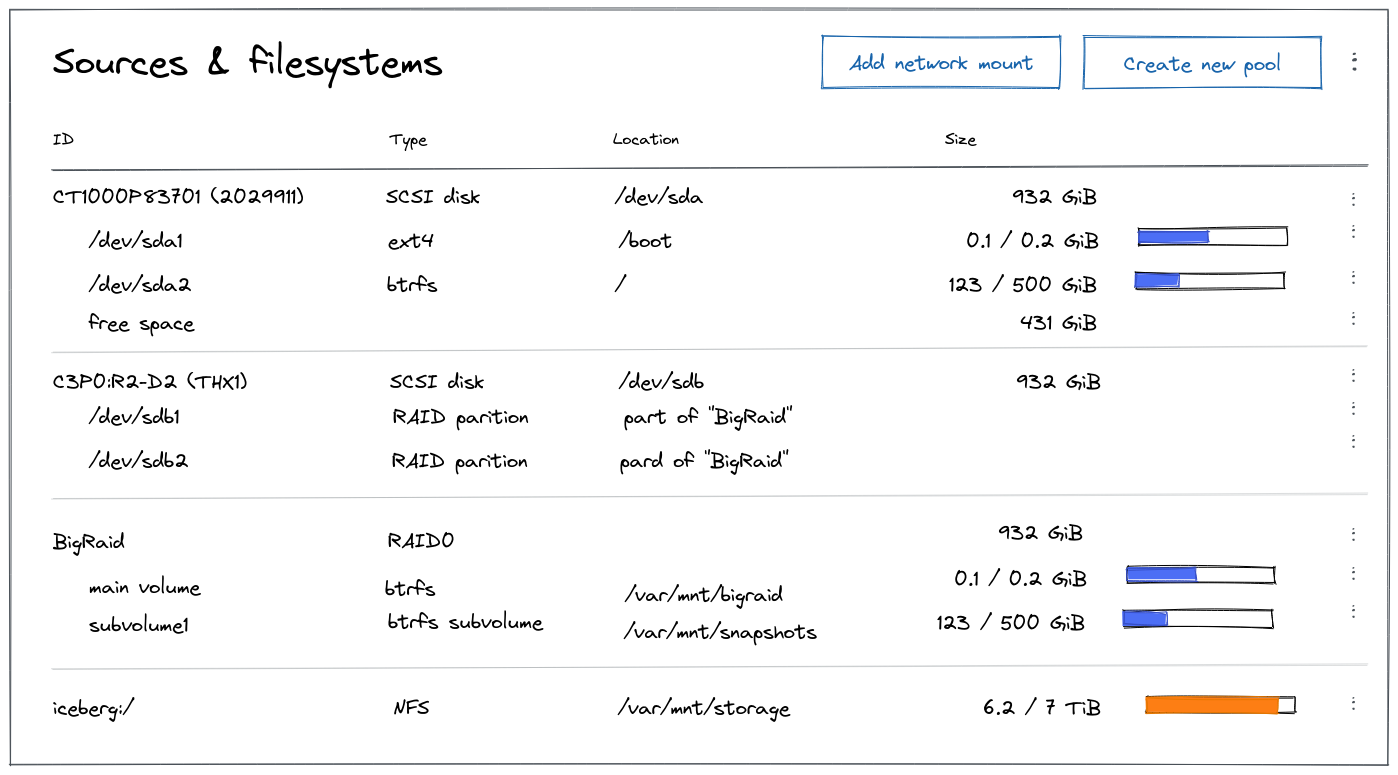 Sources & filesystems Add network mount Create new pool
ID Type Location Size
CT1000P83701 (2029911) SCSI disk /dev/sda 932 GiB
/dev/sda1 ext4 /boot 0.1 / 0.2 GiB
/dev/sda2 btrfs / 123 / 500 GiB
free space 431 GiB
C3PO:R2-D2 (THX1) SCSI disk /dev/sdb 932 GiB
/dev/sdb1 RAID parition part of "BigRaid"
/dev/sdb2 RAID parition pard of "BigRaid"
BigRaid RAID0 932 GiB
main volume btrfs /var/mnt/bigraid 0.1 / 0.2 GiB
subvolume1 btrfs subvolume /var/mnt/snapshots 123 / 500 GiB
iceberg:/ NFS /var/mnt/storage 6.2 / 7 TiB